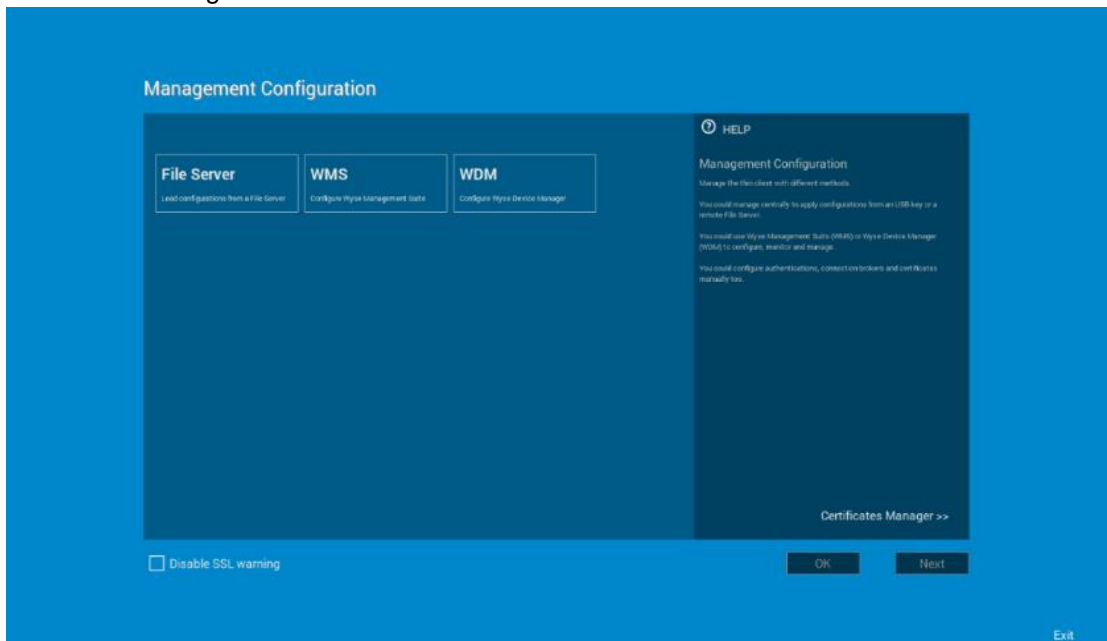 Management Configuration
HELP
File Server
Load configurations from a File Server
WMS
Configure Wyse Management Suite
WDM
Configure Wyse Device Manager
Management Configuration
Manage the thin client with different methods.
You could manage centrally to apply configurations from an USB key or a
remote File Server.
You could use Wyse Management Suite (WMS) or Wyse Device Manager
(WDM) to configure, monitor and manage.
You could configure authentications, connection brokers and certificates
manually too.
Certificates Manager >>
Disable SSL warning
OK
Next
Exit